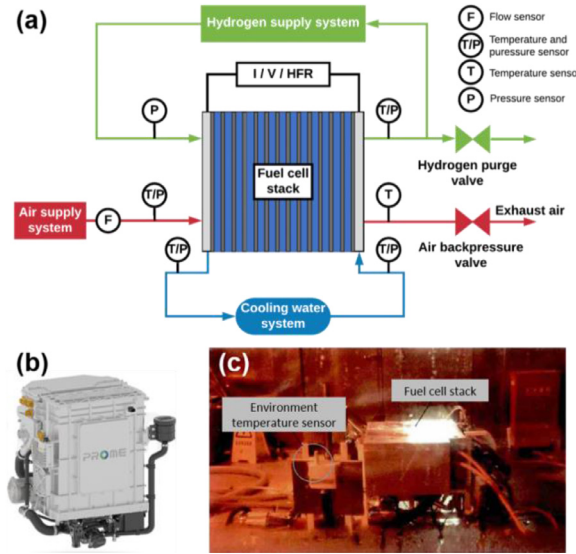 (a)
Hydrogen supply system
F Flow sensor
T/P Temperature and
puressure sensor
T Temperature senso
P Pressure sensor
I / V / HFR
P
T/P
Fuel cell
stack
Hydrogen purge
valve
Air supply
system
F
T/P
T
Exhaust air
T/P
T/P
Air backpressure
valve
Cooling water
system
(b)
PROME
(c)
Fuel cell stack
Environment
temperature sensor